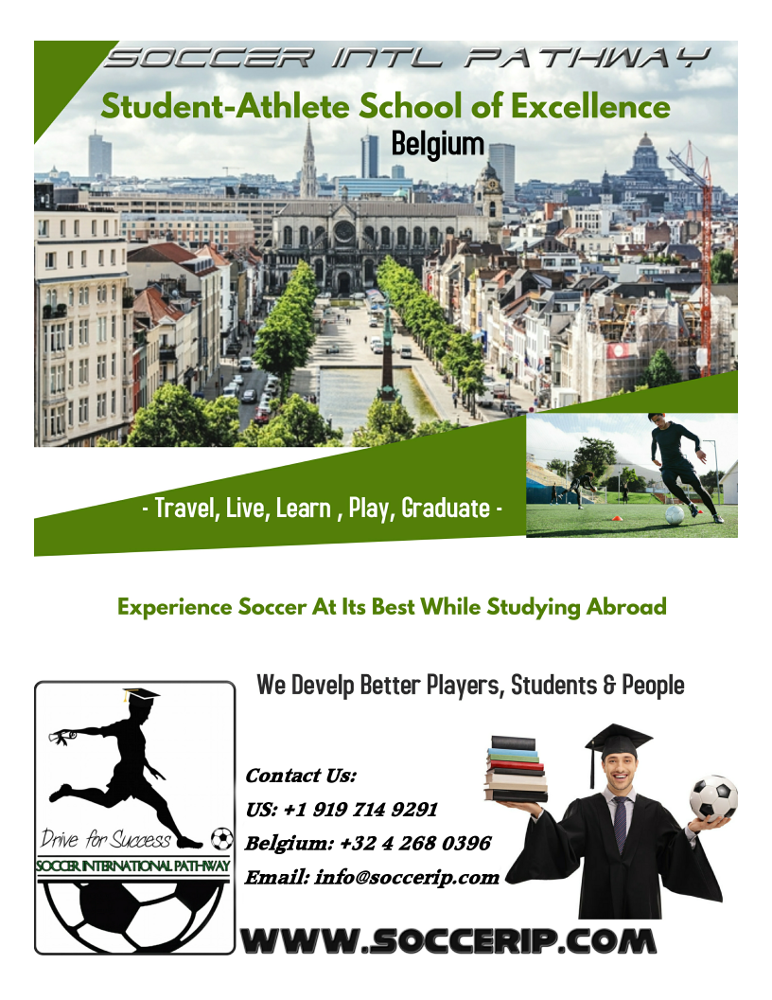 SOCCER INTL PATHWAY
Student-Athlete School of Excellence
Belgium
- Travel, Live, Learn , Play, Graduate -
Experience Soccer At Its Best While Studying Abroad
We Develp Better Players, Students & People
Contact Us:
US: +1 919 714 9291
Belgium: +32 4 268 0396
Email: info@soccerip.com
Drive for Success
SOCCER INTERNATIONAL PATHWAY
WWW.SOCCERIP.COM